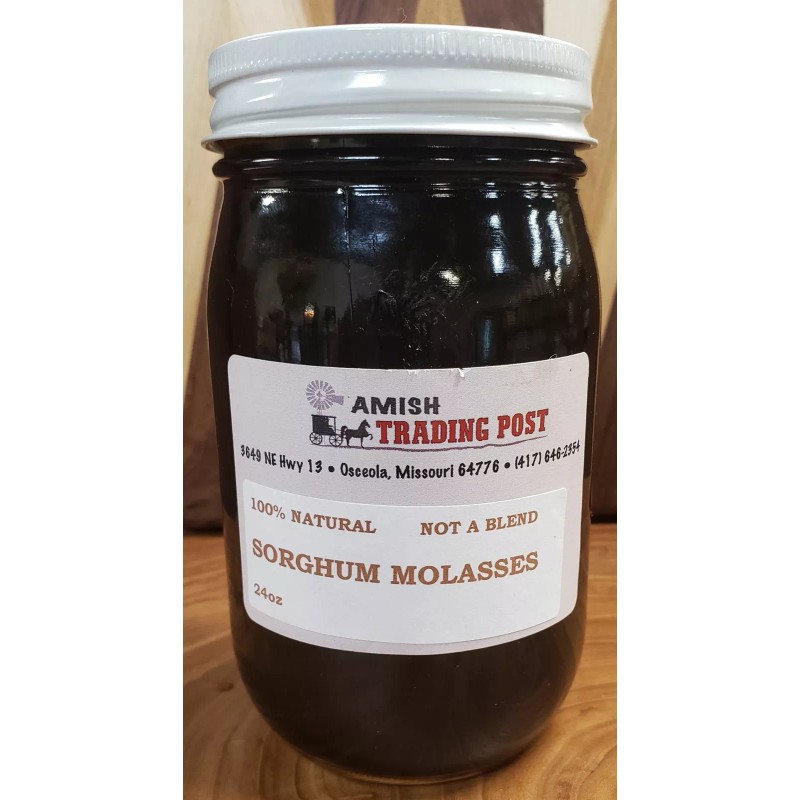 AMISH
TRADING POST
3649 NE Hwy 13 • Osceola, Missouri 64776 • (417) 646-2354
100% NATURAL NOT A BLEND
SORGHUM MOLASSES
24oz